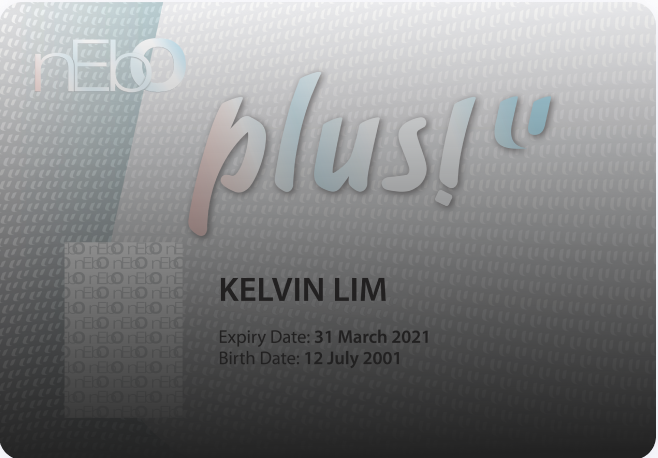 nEbO
plus!
U
KELVIN LIM
Expiry Date: 31 March 2021
Birth Date: 12 July 2001